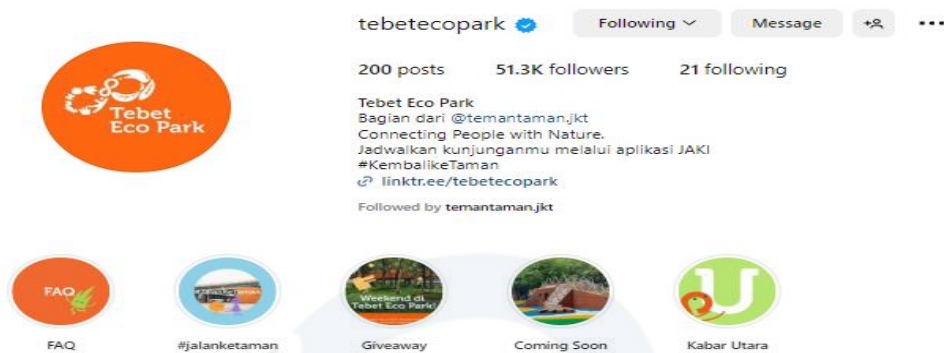 tebetecopark
Following
Message
200 posts
51.3K followers
21 following
Tebet
Eco Park
Tebet Eco Park
Bagian dari @temantaman.jkt
Connecting People with Nature.
Jadwalkan kunjunganmu melalui aplikasi JAKI
#KembalikeTaman
linktr.ee/tebetecopark
Followed by temantaman.jkt
FAQ
Weekend di
Tebet Eco Park!
U
FAQ
#jalanketaman
Giveaway
Coming Soon
Kabar Utara